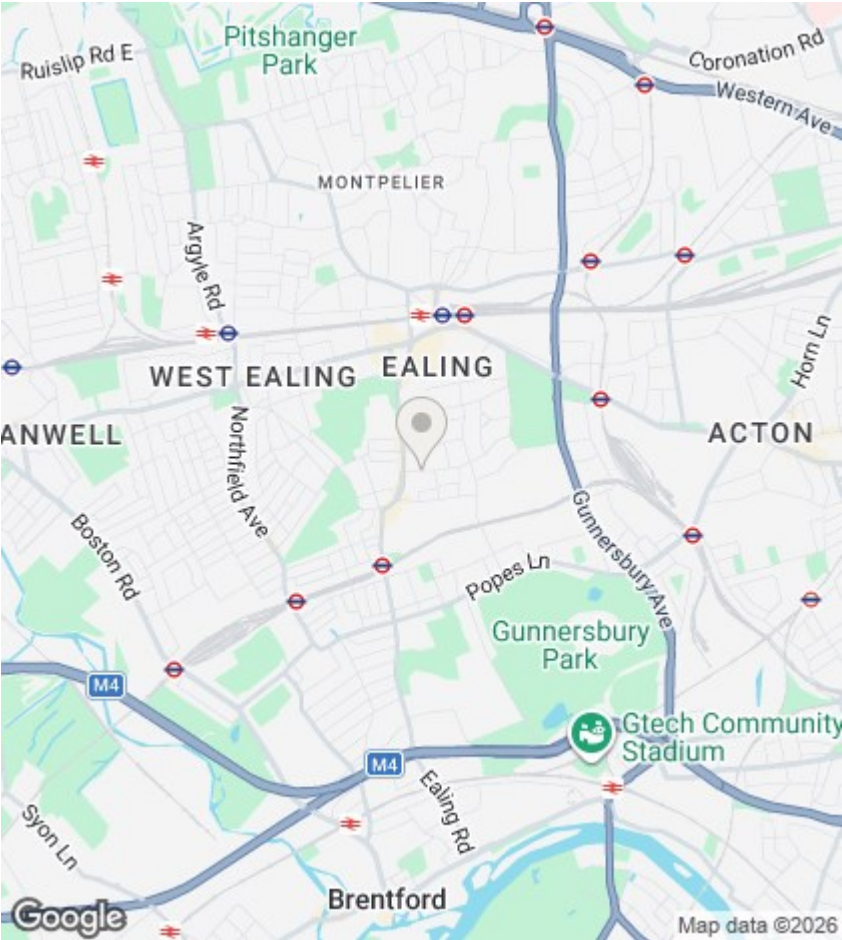 Pitshanger
Park
Ruislip Rd E
Coronation Rd
Western Ave
MONTPELIER
Argyle Rd
WEST EALING
EALING
Horn Ln
ANWELL
Northfield Ave
ACTON
Boston Rd
Gunnersbury Ave
Popes Ln
Gunnersbury
Park
M4
Gtech Community
Stadium
M4
Ealing Rd
Syon Ln
Brentford
Google
Map data ©2026